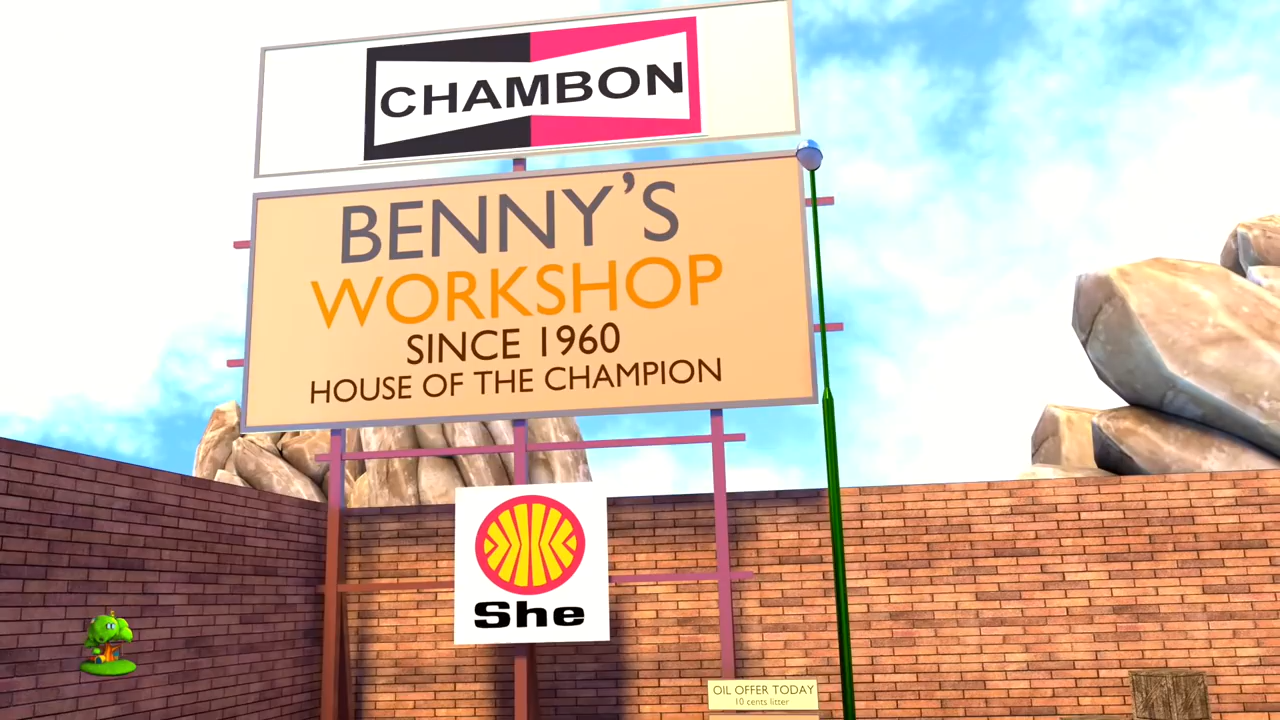 CHAMBON
BENNY'S
WORKSHOP
SINCE 1960
HOUSE OF THE CHAMPION
She
OIL OFFER TODAY
10 cents litter